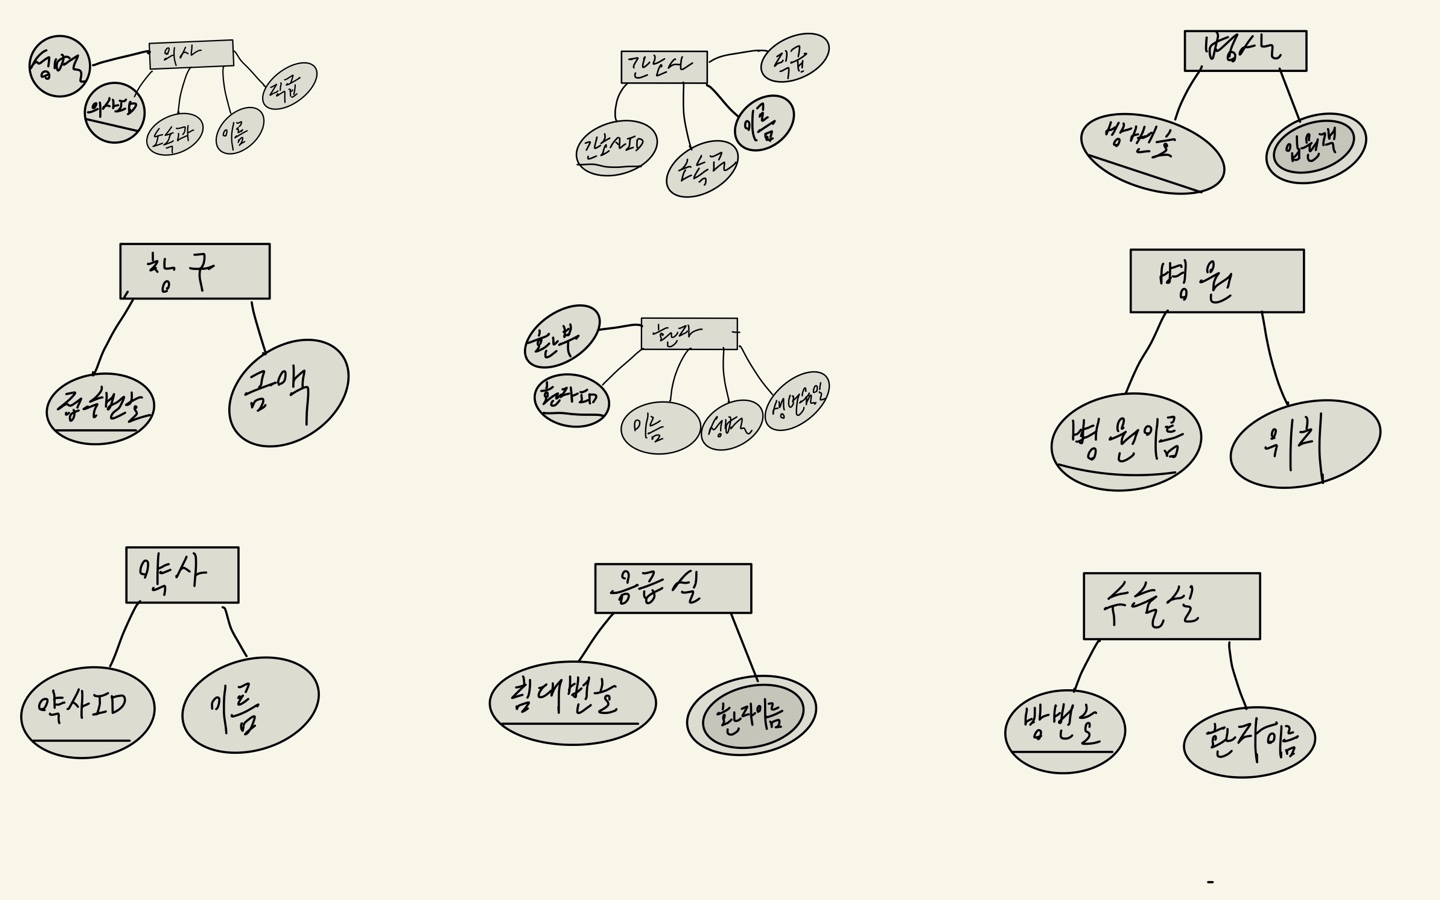 성별
의사
의사ID
소속과
이름
직급
간호사
간호사ID
소속과
이름
직급
병상
방번호
입원객
창구
접수번호
금액
환자
환부
환자ID
이름
성별
생년월일
병원
병원이름
위치
약사
약사ID
이름
응급실
침대번호
환자이름
수술실
방번호
환자이름